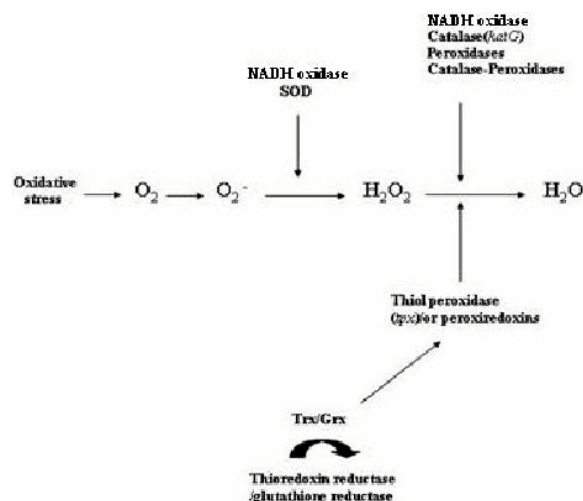 NADH oxidase
Catalase(katG)
Peroxidases
Catalase-Peroxidases
NADH oxidase
SOD
Oxidative
stress
O₂
O₂⁻
H₂O₂
H₂O
Thiol peroxidase
(tpx)/or peroxiredoxins
Trx/Grx
Thioredoxin reductase
/glutathione reductase